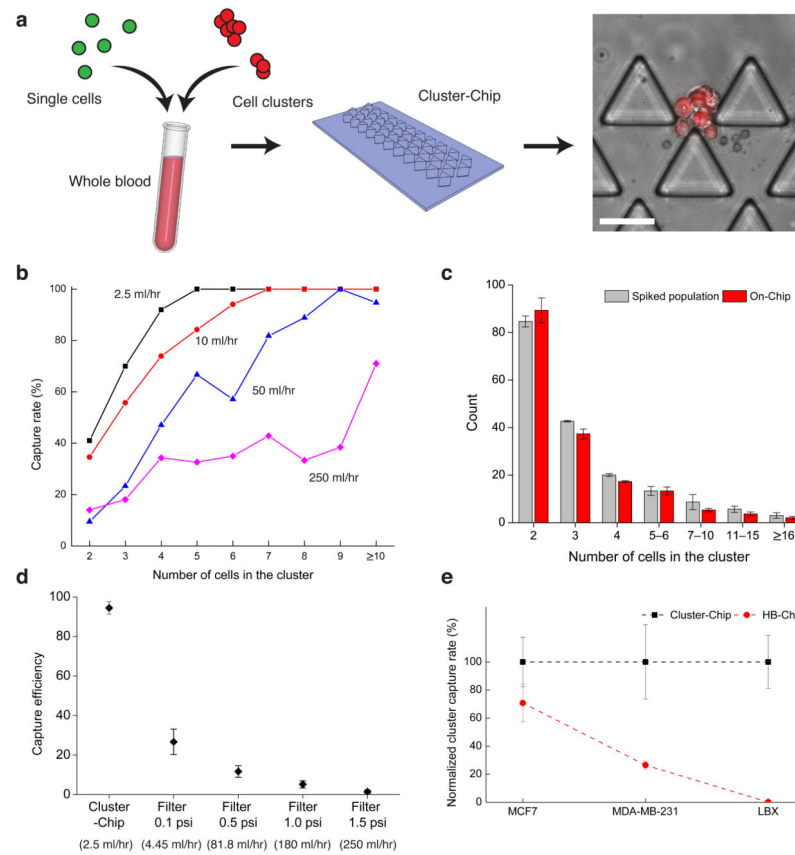 a
Single cells
Cell clusters
Whole blood
Cluster-Chip
b
100
80
60
40
20
0
Capture rate (%)
2.5 ml/hr
10 ml/hr
50 ml/hr
250 ml/hr
2 3 4 5 6 7 8 9 ≥10
Number of cells in the cluster
c
100
80
60
40
20
0
Count
Spiked population
On-Chip
2 3 4 5–6 7–10 11–15 ≥16
Number of cells in the cluster
d
100
80
60
40
20
0
Capture efficiency
Cluster Filter Filter Filter Filter
-Chip 0.1 psi 0.5 psi 1.0 psi 1.5 psi
(2.5 ml/hr) (4.45 ml/hr) (81.8 ml/hr) (180 ml/hr) (250 ml/hr)
e
Normalized cluster capture rate (%)
100
80
60
40
20
0
Cluster-Chip
HB-Ch
MCF7 MDA-MB-231 LBX